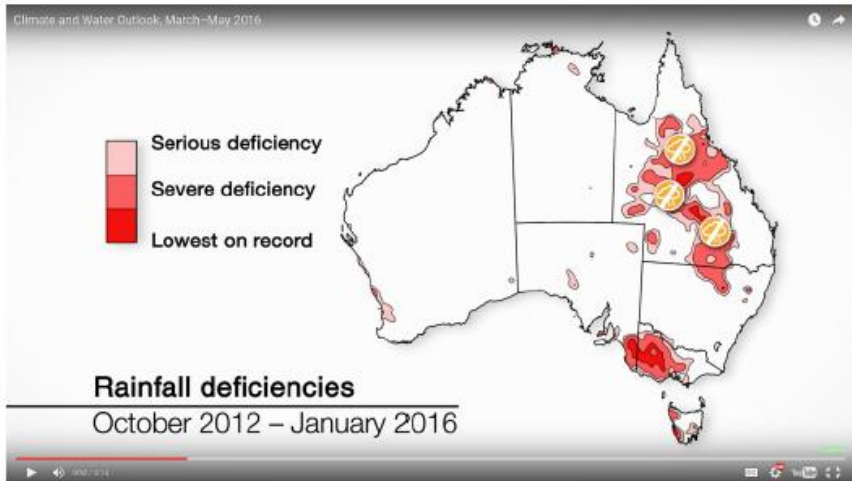 Climate and Water Outlook, March–May 2016
Serious deficiency
Severe deficiency
Lowest on record
Rainfall deficiencies
October 2012 – January 2016